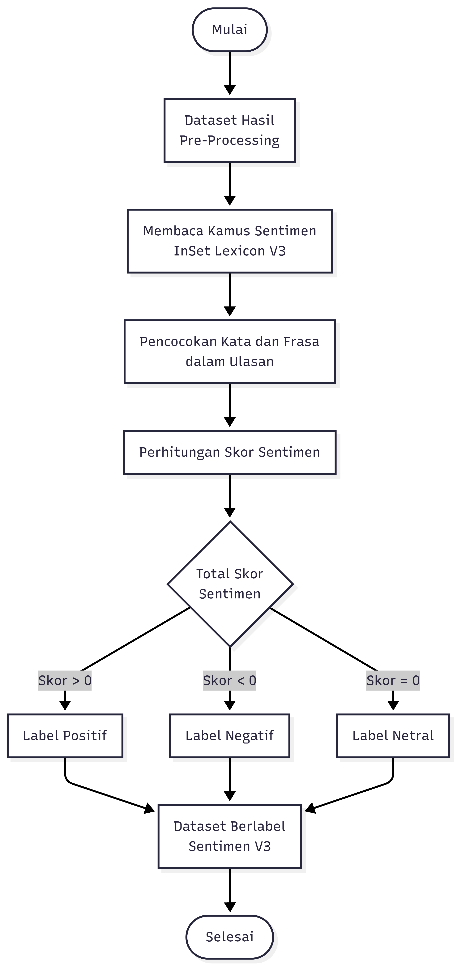 Mulai
Dataset Hasil
Pre-Processing
Membaca Kamus Sentimen
InSet Lexicon V3
Pencocokan Kata dan Frasa
dalam Ulasan
Perhitungan Skor Sentimen
Total Skor
Sentimen
Skor > 0
Skor < 0
Skor = 0
Label Positif
Label Negatif
Label Netral
Dataset Berlabel
Sentimen V3
Selesai